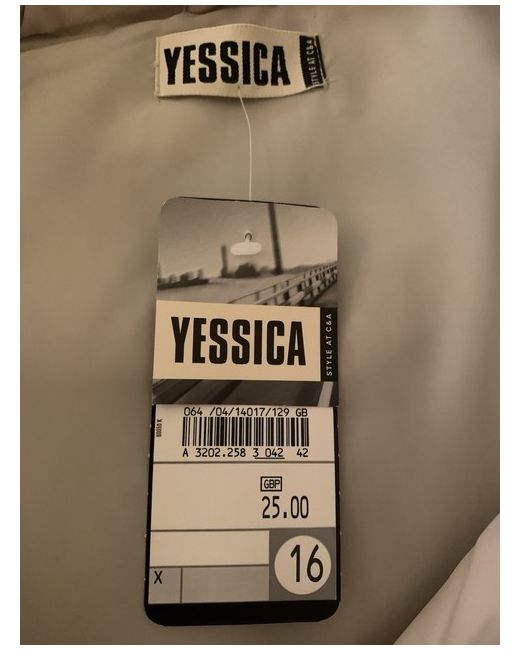 YESSICA
STYLE AT C&A
YESSICA
STYLE AT C&A
064 /04/14017/129 GB
A 3202.258 3 042 42
GBP
25.00
16
X